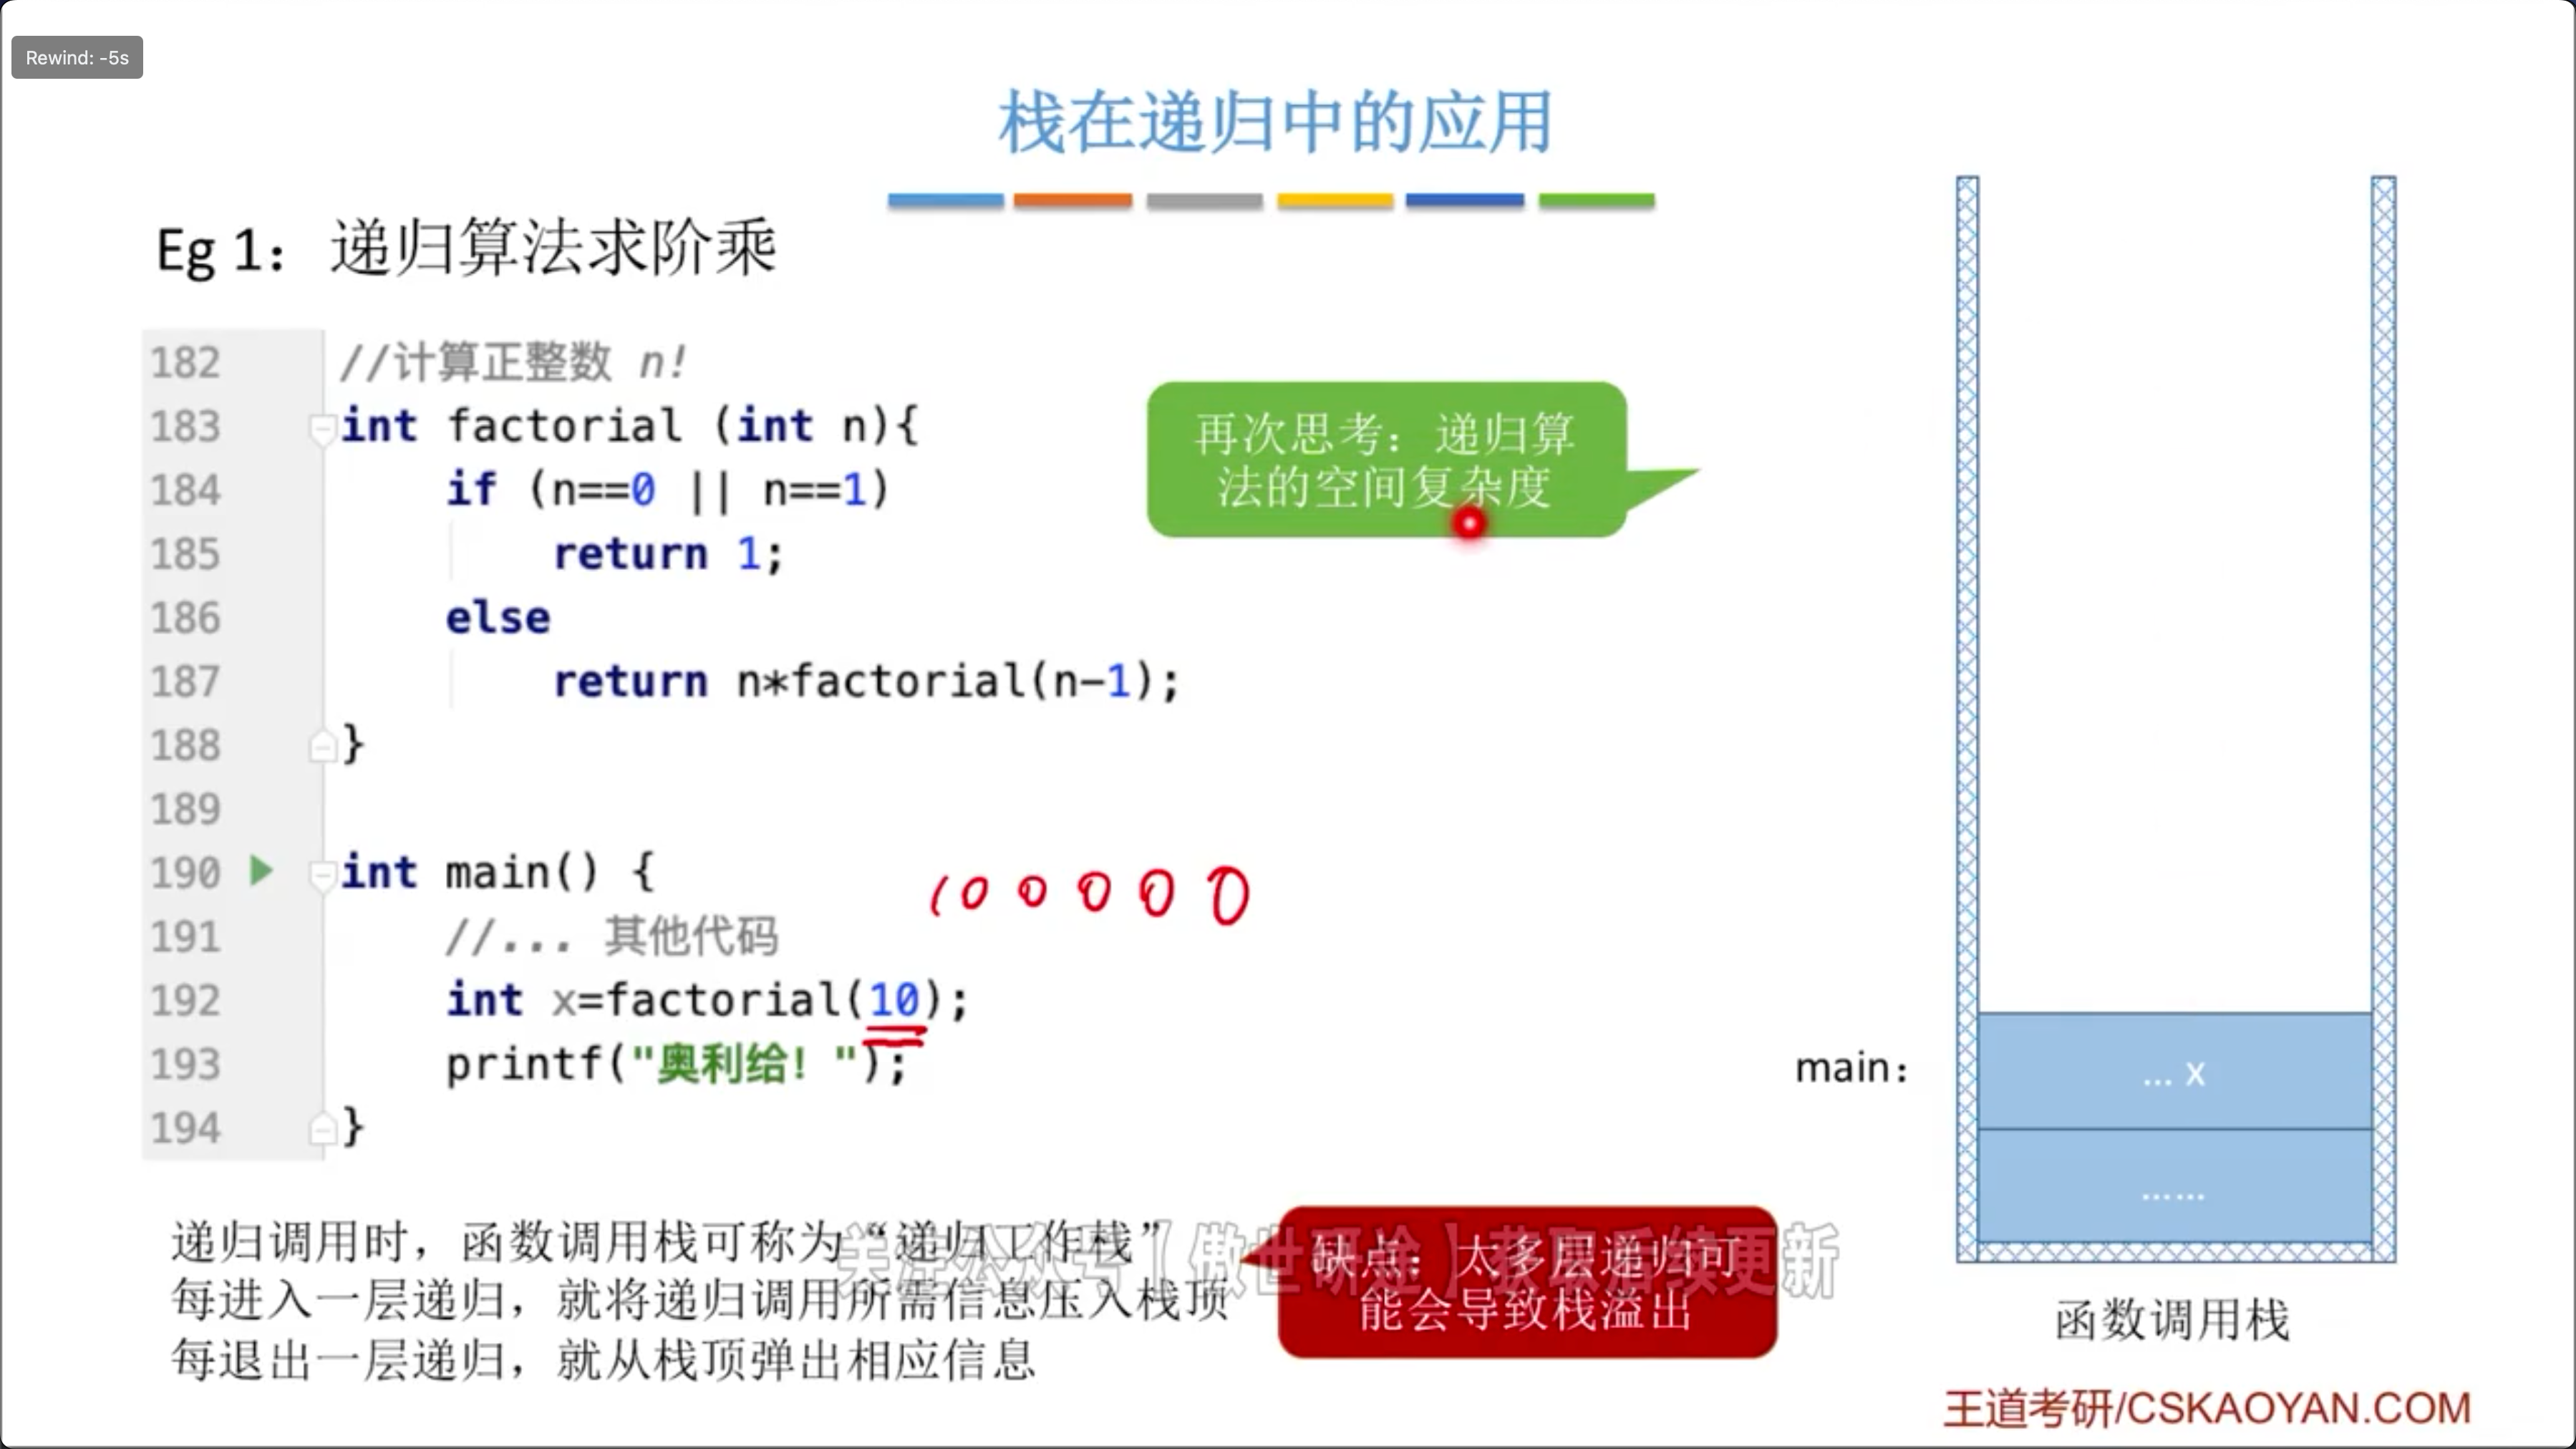 Rewind: -5s
栈在递归中的应用
Eg 1：递归算法求阶乘
182 //计算正整数 n!
183 int factorial (int n){
184 if (n==0 || n==1)
185 return 1;
186 else
187 return n*factorial(n-1);
188 }
189
190 int main() {
191 //... 其他代码
192 int x=factorial(10);
193 printf("奥利给！");
194 }
再次思考：递归算
法的空间复杂度
100000
main：
... x
……
函数调用栈
递归调用时，函数调用栈可称为“递归工作栈”
每进入一层递归，就将递归调用所需信息压入栈顶
每退出一层递归，就从栈顶弹出相应信息
缺点：太多层递归可
能会导致栈溢出
关注公众号【傲世研途】获取后续更新
王道考研/CSKAOYAN.COM